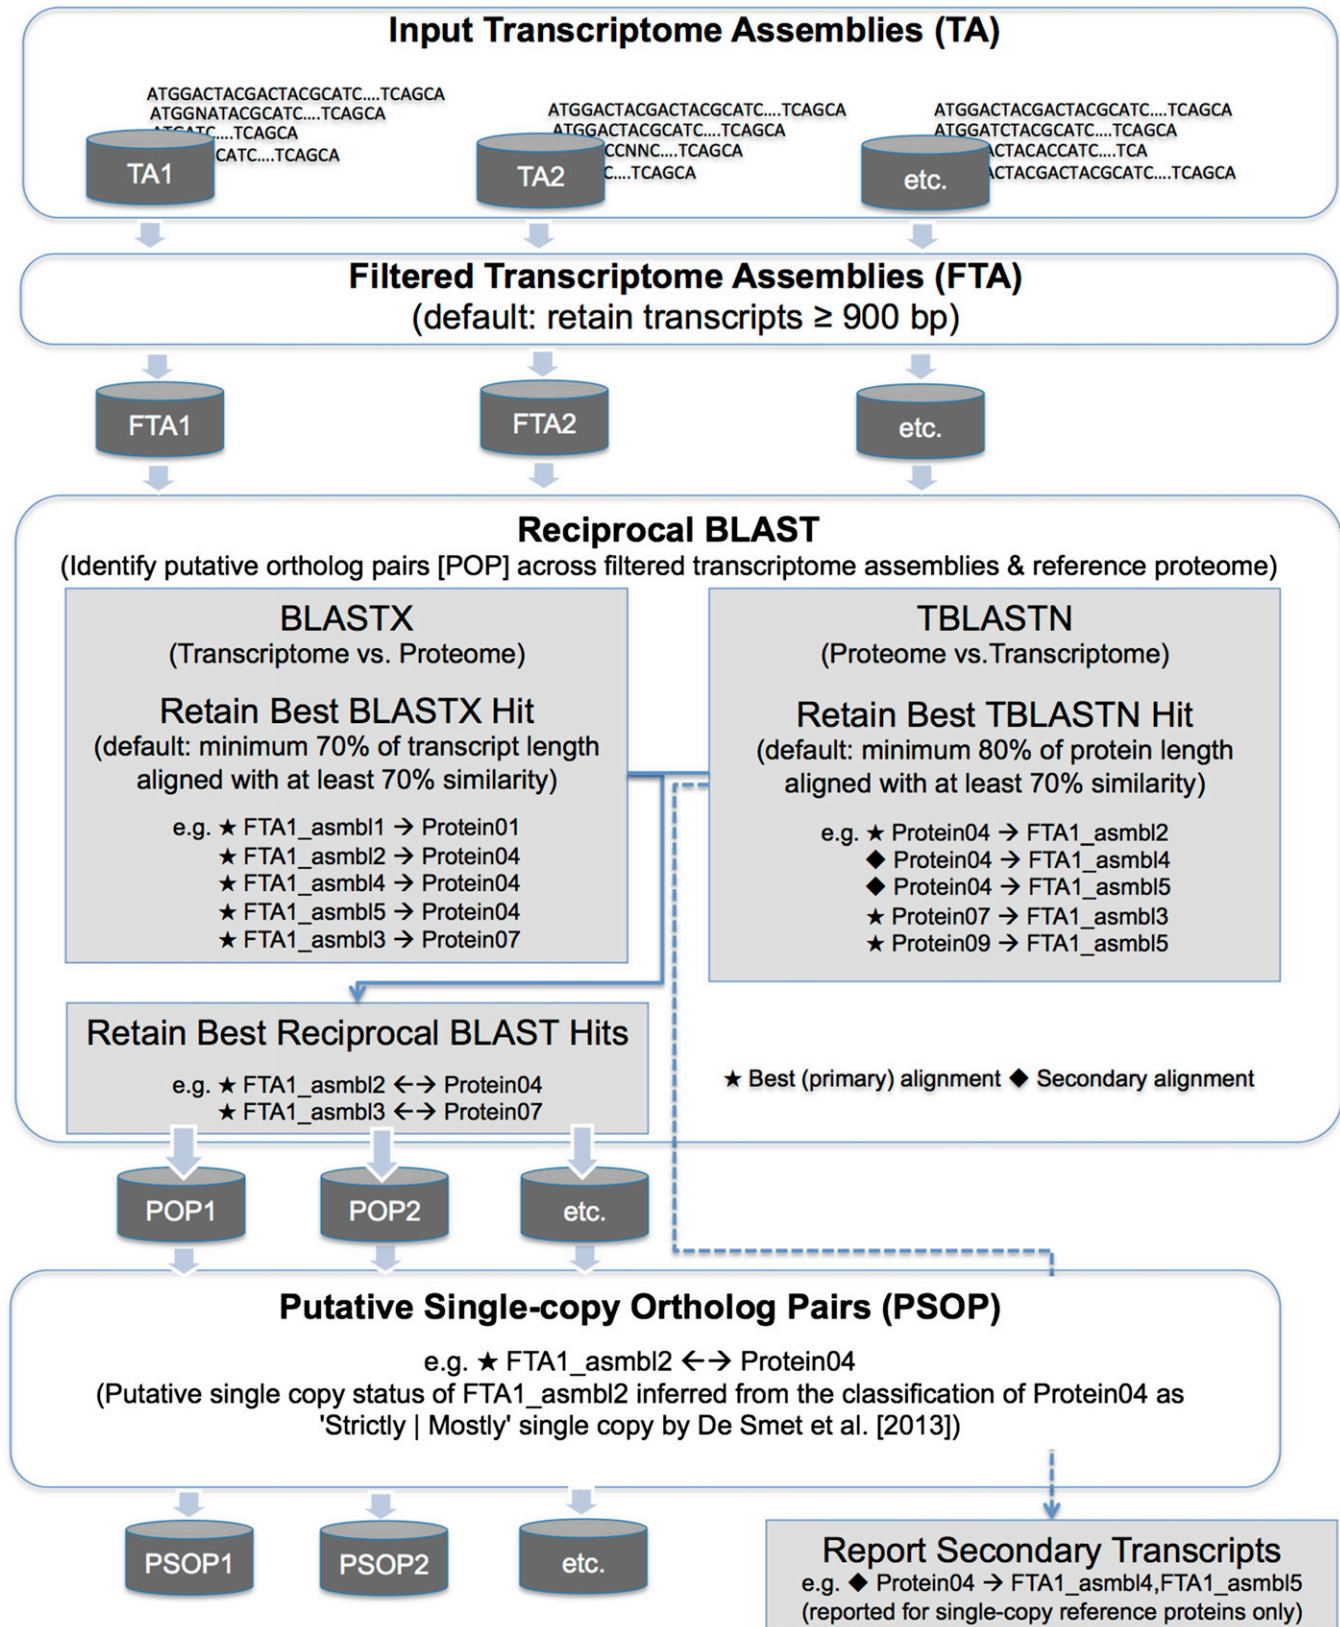 Input Transcriptome Assemblies (TA)
ATGGACTACGACTACGCATC....TCAGCA
ATGGNATACGCATC....TCAGCA
ATGATC....TCAGCA
CATC....TCAGCA
TA1
ATGGACTACGACTACGCATC....TCAGCA
ATGGACTACGCATC....TCAGCA
CCNNC....TCAGCA
C....TCAGCA
TA2
ATGGACTACGACTACGCATC....TCAGCA
ATGGATCTACGCATC....TCAGCA
ACTACACCATC....TCA
ACTACGACTACGCATC....TCAGCA
etc.
Filtered Transcriptome Assemblies (FTA)
(default: retain transcripts ≥ 900 bp)
FTA1
FTA2
etc.
Reciprocal BLAST
(Identify putative ortholog pairs [POP] across filtered transcriptome assemblies & reference proteome)
BLASTX
(Transcriptome vs. Proteome)
Retain Best BLASTX Hit
(default: minimum 70% of transcript length
aligned with at least 70% similarity)
e.g. ★ FTA1_asmbl1 → Protein01
★ FTA1_asmbl2 → Protein04
★ FTA1_asmbl4 → Protein04
★ FTA1_asmbl5 → Protein04
★ FTA1_asmbl3 → Protein07
TBLASTN
(Proteome vs.Transcriptome)
Retain Best TBLASTN Hit
(default: minimum 80% of protein length
aligned with at least 70% similarity)
e.g. ★ Protein04 → FTA1_asmbl2
◆ Protein04 → FTA1_asmbl4
◆ Protein04 → FTA1_asmbl5
★ Protein07 → FTA1_asmbl3
★ Protein09 → FTA1_asmbl5
Retain Best Reciprocal BLAST Hits
e.g. ★ FTA1_asmbl2 ←→ Protein04
★ FTA1_asmbl3 ←→ Protein07
★ Best (primary) alignment ◆ Secondary alignment
POP1
POP2
etc.
Putative Single-copy Ortholog Pairs (PSOP)
e.g. ★ FTA1_asmbl2 ←→ Protein04
(Putative single copy status of FTA1_asmbl2 inferred from the classification of Protein04 as
'Strictly | Mostly' single copy by De Smet et al. [2013])
PSOP1
PSOP2
etc.
Report Secondary Transcripts
e.g. ◆ Protein04 → FTA1_asmbl4,FTA1_asmbl5
(reported for single-copy reference proteins only)